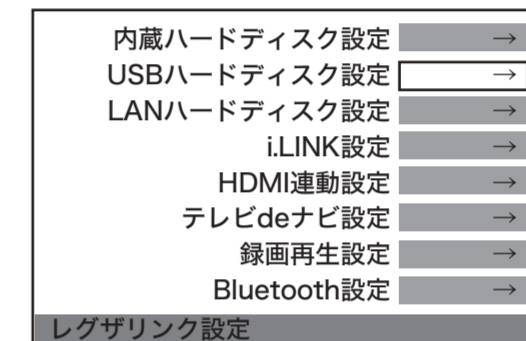 内蔵ハードディスク設定 →
USBハードディスク設定 →
LANハードディスク設定 →
i.LINK設定 →
HDMI連動設定 →
テレビdeナビ設定 →
録画再生設定 →
Bluetooth設定 →
レグザリンク設定